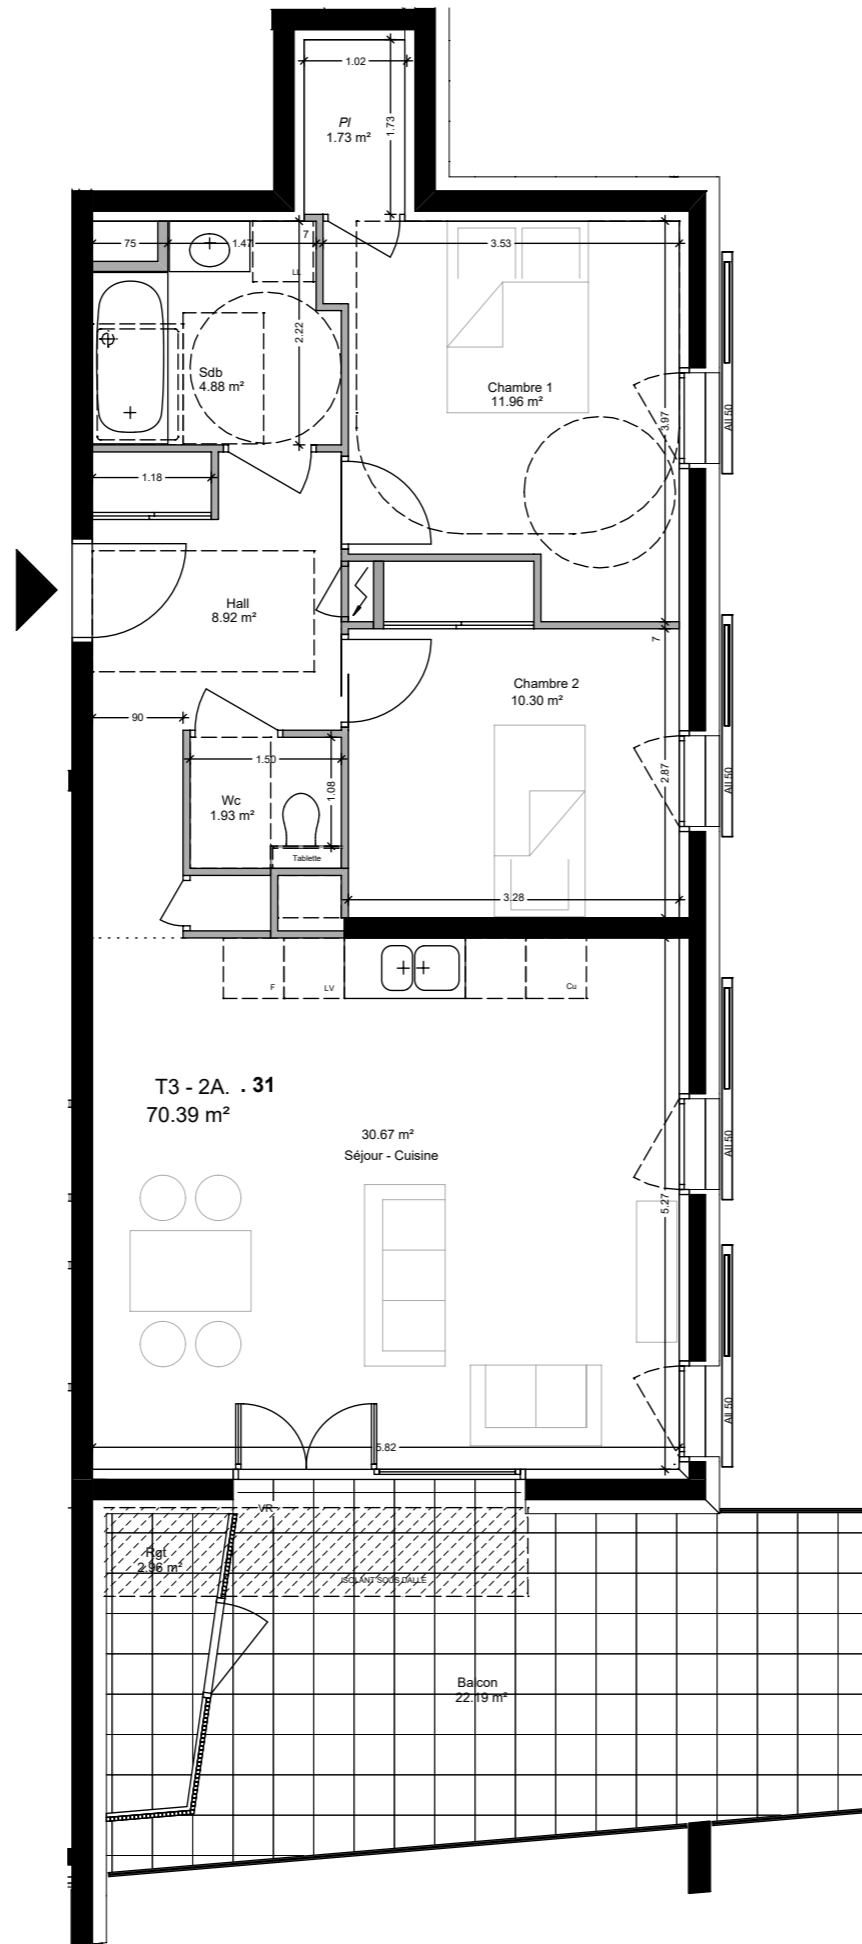 1.02
Pl
1.73 m²
1.73
75
1.47
7
3.53
LL
2.22
Sdb
4.88 m²
Chambre 1
11.96 m²
3.97
All.50
1.18
Hall
8.92 m²
7
Chambre 2
10.30 m²
90
1.50
1.08
2.87
All.50
Wc
1.93 m²
Tablette
3.28
F
LV
Cu
T3 - 2A. . 31
70.39 m²
30.67 m²
Séjour - Cuisine
All.50
5.27
All.50
5.82
VR
Rgt
2.96 m²
ISOLANT SOUS DALLE
Balcon
22.19 m²